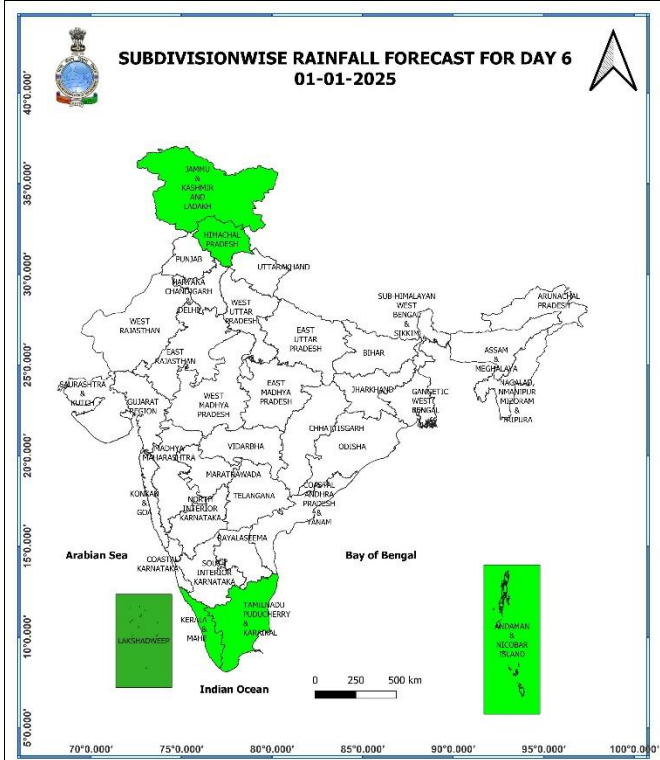 SUBDIVISIONWISE RAINFALL FORECAST FOR DAY 6
01-01-2025
40°0.000'
35°0.000'
30°0.000'
25°0.000'
20°0.000'
15°0.000'
10°0.000'
5°0.000'
JAMMU
&
KASHMIR
AND
LADAKH
HIMACHAL
PRADESH
PUNJAB
UTTARAKHAND
HARYANA
CHANDIGARH
&
DELHI
WEST
RAJASTHAN
WEST
UTTAR
PRADESH
SUB HIMALAYAN
WEST
BENGAL
&
SIKKIM
ARUNACHAL
PRADESH
EAST
RAJASTHAN
EAST
UTTAR
PRADESH
BIHAR
ASSAM
&
MEGHALAYA
SAURASHTRA
&
KUTCH
GUJARAT
REGION
WEST
MADHYA
PRADESH
EAST
MADHYA
PRADESH
JHARKHAND
GANGETIC
WEST
BENGAL
NAGALAD,
NMANIPUR
MIZORAM
&
TRIPURA
CHHATTISGARH
ODISHA
MADHYA
MAHARASHTRA
VIDARBHA
MARATHAWADA
KONKAN
&
GOA
NORTH
INTERIOR
KARNATAKA
TELANGANA
COASTAL
ANDHRA
PRADESH
&
YANAM
RAYALASEEMA
Arabian Sea
COASTAL
KARNATAKA
SOUTH
INTERIOR
KARNATAKA
Bay of Bengal
LAKSHADWEEP
KERALA
&
MAHE
TAMILNADU
PUDUCHERRY
&
KARAIKAL
ANDAMAN
&
NICOBAR
ISLAND
Indian Ocean
0 250 500 km
70°0.000' 75°0.000' 80°0.000' 85°0.000' 90°0.000' 95°0.000' 100°0.000'